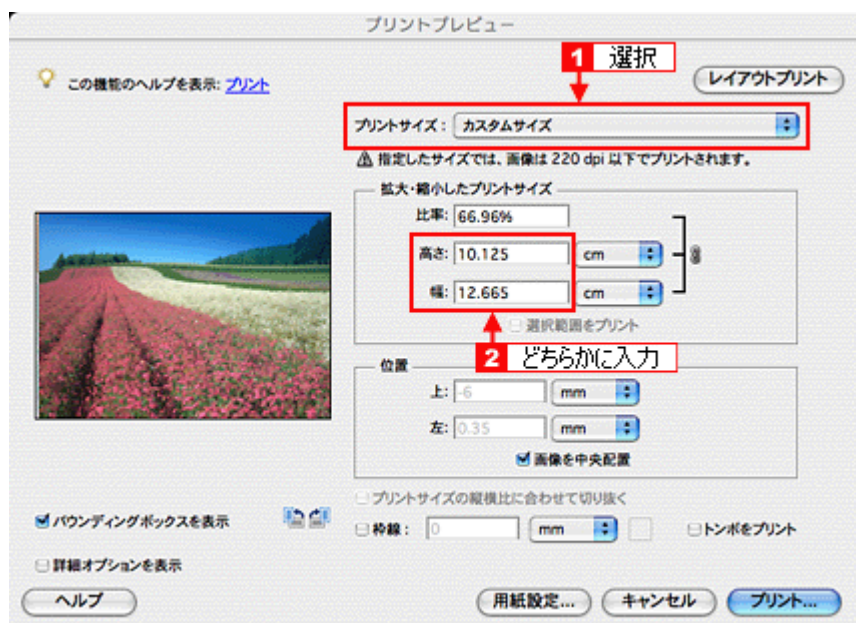 プリントプレビュー
1 選択
この機能のヘルプを表示: プリント
レイアウトプリント
プリントサイズ: カスタムサイズ
指定したサイズでは、画像は 220 dpi 以下でプリントされます。
拡大・縮小したプリントサイズ
比率: 66.96%
高さ: 10.125 cm
幅: 12.665 cm
選択範囲をプリント
2 どちらかに入力
位置
上: -6 mm
左: 0.35 mm
画像を中央配置
プリントサイズの縦横比に合わせて切り抜く
バウンディングボックスを表示
枠線: 0 mm
トンボをプリント
詳細オプションを表示
ヘルプ
用紙設定...
キャンセル
プリント...